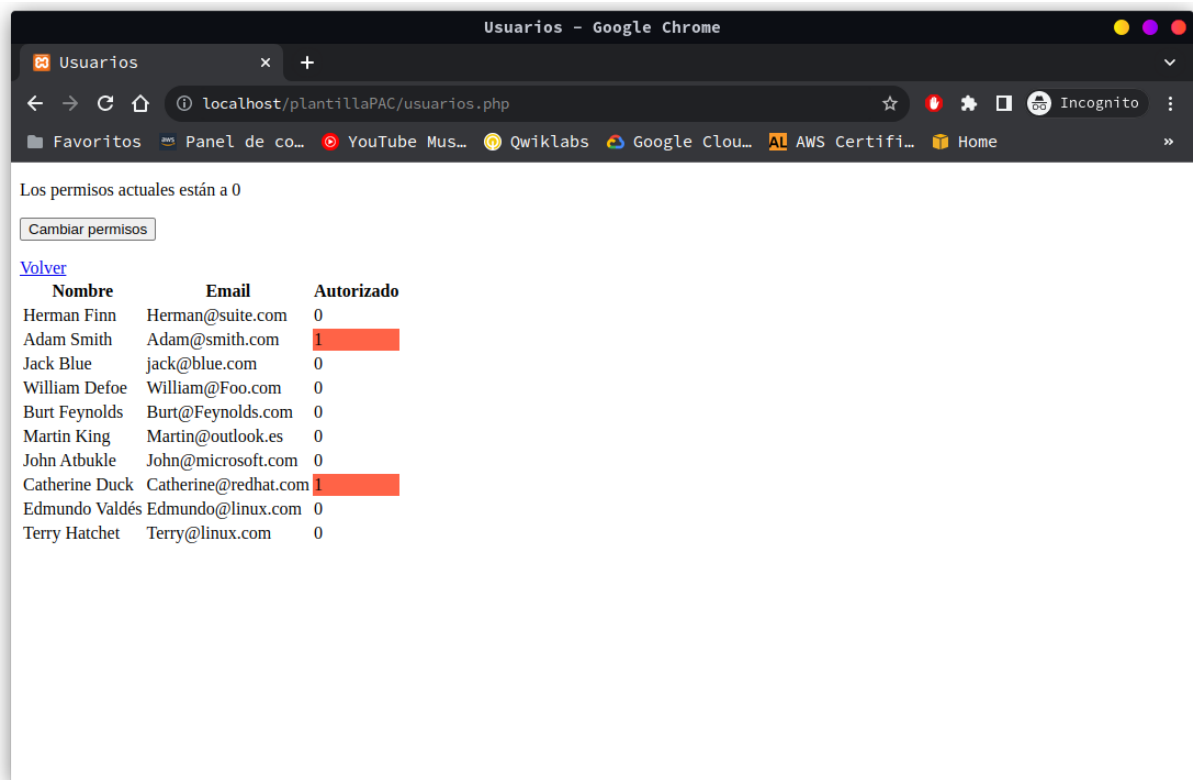 Usuarios - Google Chrome
Usuarios × +
localhost/plantillaPAC/usuarios.php Incognito
Favoritos aws Panel de co… YouTube Mus… Qwiklabs Google Clou… AL AWS Certifi… Home »
Los permisos actuales están a 0
Cambiar permisos
Volver
Nombre Email Autorizado
Herman Finn Herman@suite.com 0
Adam Smith Adam@smith.com 1
Jack Blue jack@blue.com 0
William Defoe William@Foo.com 0
Burt Feynolds Burt@Feynolds.com 0
Martin King Martin@outlook.es 0
John Atbukle John@microsoft.com 0
Catherine Duck Catherine@redhat.com 1
Edmundo Valdés Edmundo@linux.com 0
Terry Hatchet Terry@linux.com 0